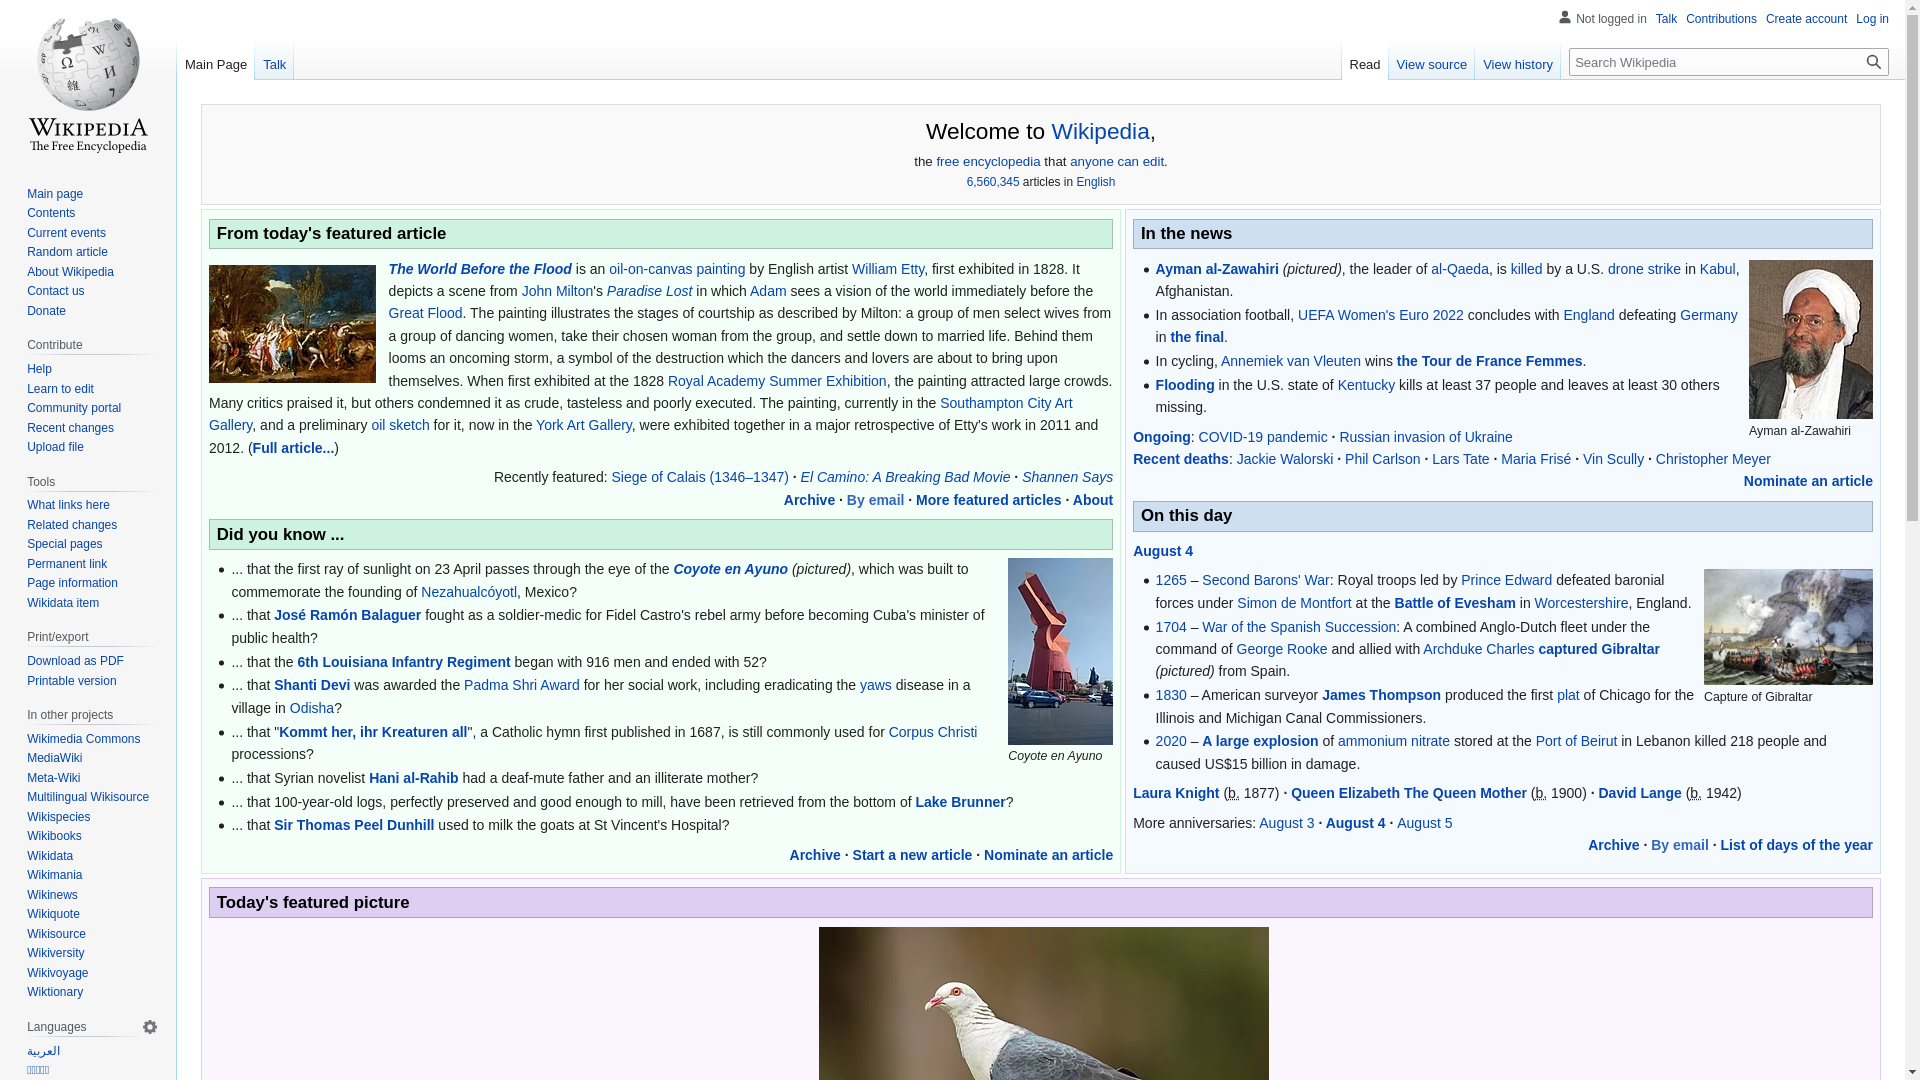 Not logged in Talk Contributions Create account Log in
Main Page Talk Read View source View history Search Wikipedia
WIKIPEDIA
The Free Encyclopedia
Main page
Contents
Current events
Random article
About Wikipedia
Contact us
Donate
Contribute
Help
Learn to edit
Community portal
Recent changes
Upload file
Tools
What links here
Related changes
Special pages
Permanent link
Page information
Wikidata item
Print/export
Download as PDF
Printable version
In other projects
Wikimedia Commons
MediaWiki
Meta-Wiki
Multilingual Wikisource
Wikispecies
Wikibooks
Wikidata
Wikimania
Wikinews
Wikiquote
Wikisource
Wikiversity
Wikivoyage
Wiktionary
Languages
العربية
Welcome to Wikipedia,
the free encyclopedia that anyone can edit.
6,560,345 articles in English
From today's featured article
The World Before the Flood is an oil-on-canvas painting by English artist William Etty, first exhibited in 1828. It
depicts a scene from John Milton's Paradise Lost in which Adam sees a vision of the world immediately before the
Great Flood. The painting illustrates the stages of courtship as described by Milton: a group of men select wives from
a group of dancing women, take their chosen woman from the group, and settle down to married life. Behind them
looms an oncoming storm, a symbol of the destruction which the dancers and lovers are about to bring upon
themselves. When first exhibited at the 1828 Royal Academy Summer Exhibition, the painting attracted large crowds.
Many critics praised it, but others condemned it as crude, tasteless and poorly executed. The painting, currently in the Southampton City Art
Gallery, and a preliminary oil sketch for it, now in the York Art Gallery, were exhibited together in a major retrospective of Etty's work in 2011 and
2012. (Full article...)
Recently featured: Siege of Calais (1346–1347) · El Camino: A Breaking Bad Movie · Shannen Says
Archive · By email · More featured articles · About
Did you know ...
... that the first ray of sunlight on 23 April passes through the eye of the Coyote en Ayuno (pictured), which was built to
commemorate the founding of Nezahualcóyotl, Mexico?
... that José Ramón Balaguer fought as a soldier-medic for Fidel Castro's rebel army before becoming Cuba's minister of
public health?
... that the 6th Louisiana Infantry Regiment began with 916 men and ended with 52?
... that Shanti Devi was awarded the Padma Shri Award for her social work, including eradicating the yaws disease in a
village in Odisha?
... that "Kommt her, ihr Kreaturen all", a Catholic hymn first published in 1687, is still commonly used for Corpus Christi
processions?
... that Syrian novelist Hani al-Rahib had a deaf-mute father and an illiterate mother?
... that 100-year-old logs, perfectly preserved and good enough to mill, have been retrieved from the bottom of Lake Brunner?
... that Sir Thomas Peel Dunhill used to milk the goats at St Vincent's Hospital?
Coyote en Ayuno
Archive · Start a new article · Nominate an article
In the news
Ayman al-Zawahiri (pictured), the leader of al-Qaeda, is killed by a U.S. drone strike in Kabul,
Afghanistan.
In association football, UEFA Women's Euro 2022 concludes with England defeating Germany
in the final.
In cycling, Annemiek van Vleuten wins the Tour de France Femmes.
Flooding in the U.S. state of Kentucky kills at least 37 people and leaves at least 30 others
missing.
Ayman al-Zawahiri
Ongoing: COVID-19 pandemic · Russian invasion of Ukraine
Recent deaths: Jackie Walorski · Phil Carlson · Lars Tate · Maria Frisé · Vin Scully · Christopher Meyer
Nominate an article
On this day
August 4
1265 – Second Barons' War: Royal troops led by Prince Edward defeated baronial
forces under Simon de Montfort at the Battle of Evesham in Worcestershire, England.
1704 – War of the Spanish Succession: A combined Anglo-Dutch fleet under the
command of George Rooke and allied with Archduke Charles captured Gibraltar
(pictured) from Spain.
1830 – American surveyor James Thompson produced the first plat of Chicago for the
Illinois and Michigan Canal Commissioners.
2020 – A large explosion of ammonium nitrate stored at the Port of Beirut in Lebanon killed 218 people and
caused US$15 billion in damage.
Capture of Gibraltar
Laura Knight (b. 1877) · Queen Elizabeth The Queen Mother (b. 1900) · David Lange (b. 1942)
More anniversaries: August 3 · August 4 · August 5
Archive · By email · List of days of the year
Today's featured picture